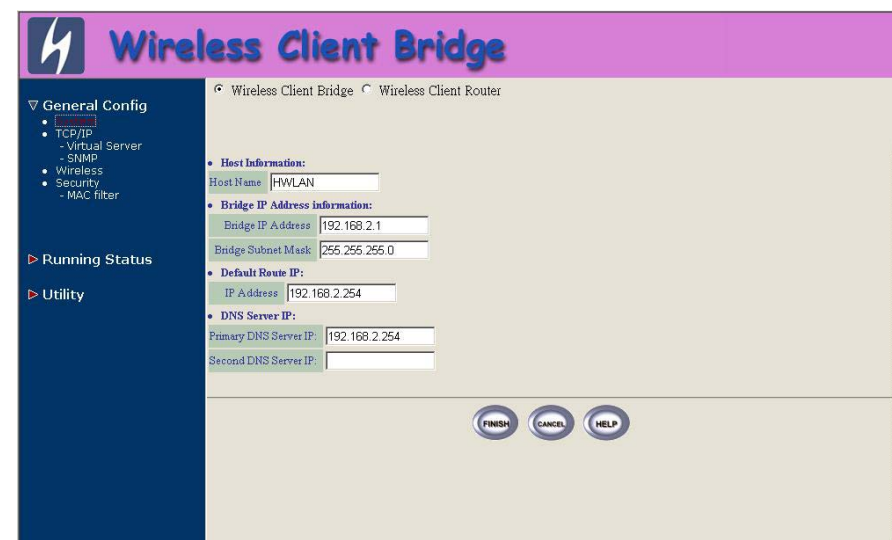 Wireless Client Bridge
Wireless Client Bridge Wireless Client Router
General Config
TCP/IP
- Virtual Server
- SNMP
Wireless
Security
- MAC filter
Running Status
Utility
Host Information:
Host Name HWLAN
Bridge IP Address information:
Bridge IP Address 192.168.2.1
Bridge Subnet Mask 255.255.255.0
Default Route IP:
IP Address 192.168.2.254
DNS Server IP:
Primary DNS Server IP: 192.168.2.254
Second DNS Server IP:
FINISH CANCEL HELP